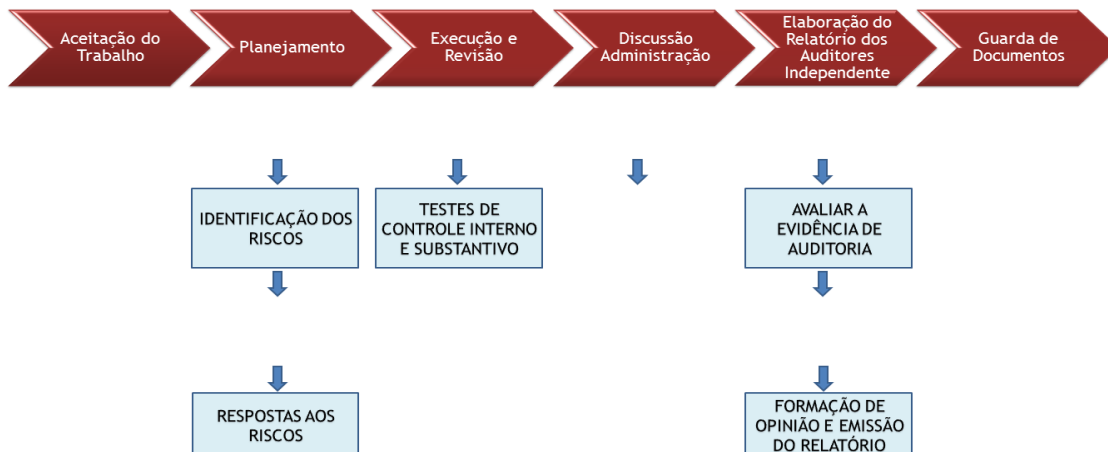 Aceitação do
Trabalho
Planejamento
Execução e
Revisão
Discussão
Administração
Elaboração do
Relatório dos
Auditores
Independente
Guarda de
Documentos
IDENTIFICAÇÃO DOS
RISCOS
TESTES DE
CONTROLE INTERNO
E SUBSTANTIVO
AVALIAR A
EVIDÊNCIA DE
AUDITORIA
RESPOSTAS AOS
RISCOS
FORMAÇÃO DE
OPINIÃO E EMISSÃO
DO RELATÓRIO